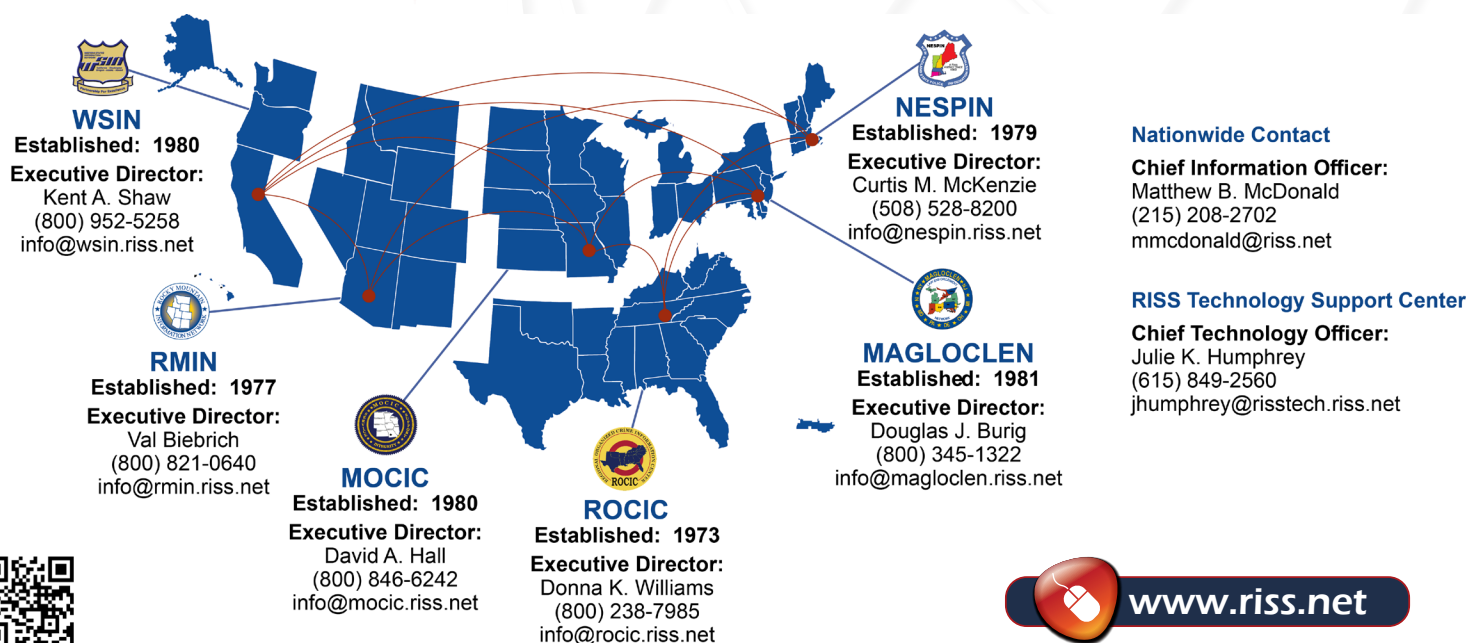 WSIN
Established: 1980
Executive Director:
Kent A. Shaw
(800) 952-5258
info@wsin.riss.net
RMIN
Established: 1977
Executive Director:
Val Biebrich
(800) 821-0640
info@rmin.riss.net
MOCIC
Established: 1980
Executive Director:
David A. Hall
(800) 846-6242
info@mocic.riss.net
ROCIC
ROCIC
Established: 1973
Executive Director:
Donna K. Williams
(800) 238-7985
info@rocic.riss.net
NESPIN
NESPIN
Established: 1979
Executive Director:
Curtis M. McKenzie
(508) 528-8200
info@nespin.riss.net
MAGLOCLEN
MAGLOCLEN
Established: 1981
Executive Director:
Douglas J. Burig
(800) 345-1322
info@magloclen.riss.net
Nationwide Contact
Chief Information Officer:
Matthew B. McDonald
(215) 208-2702
mmcdonald@riss.net
RISS Technology Support Center
Chief Technology Officer:
Julie K. Humphrey
(615) 849-2560
jhumphrey@risstech.riss.net
www.riss.net